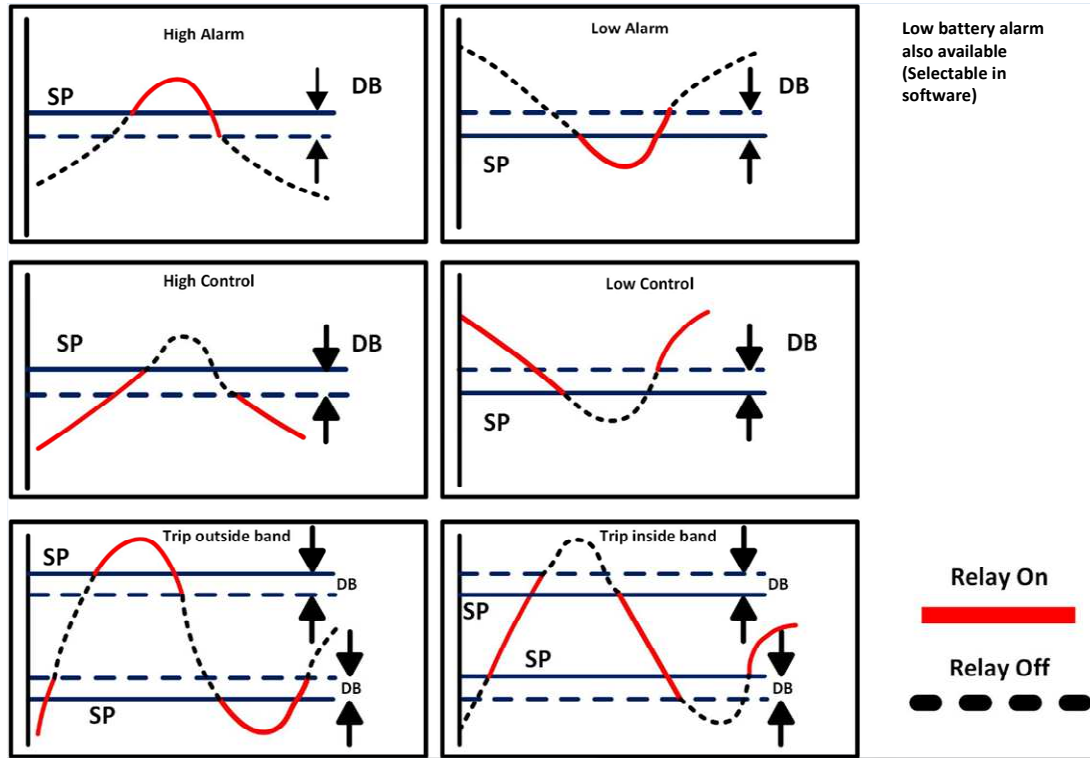 High Alarm
SP
DB
Low Alarm
DB
SP
Low battery alarm
also available
(Selectable in
software)
High Control
SP
DB
Low Control
DB
SP
Trip outside band
SP
DB
DB
SP
Trip inside band
DB
SP
SP
DB
Relay On
Relay Off